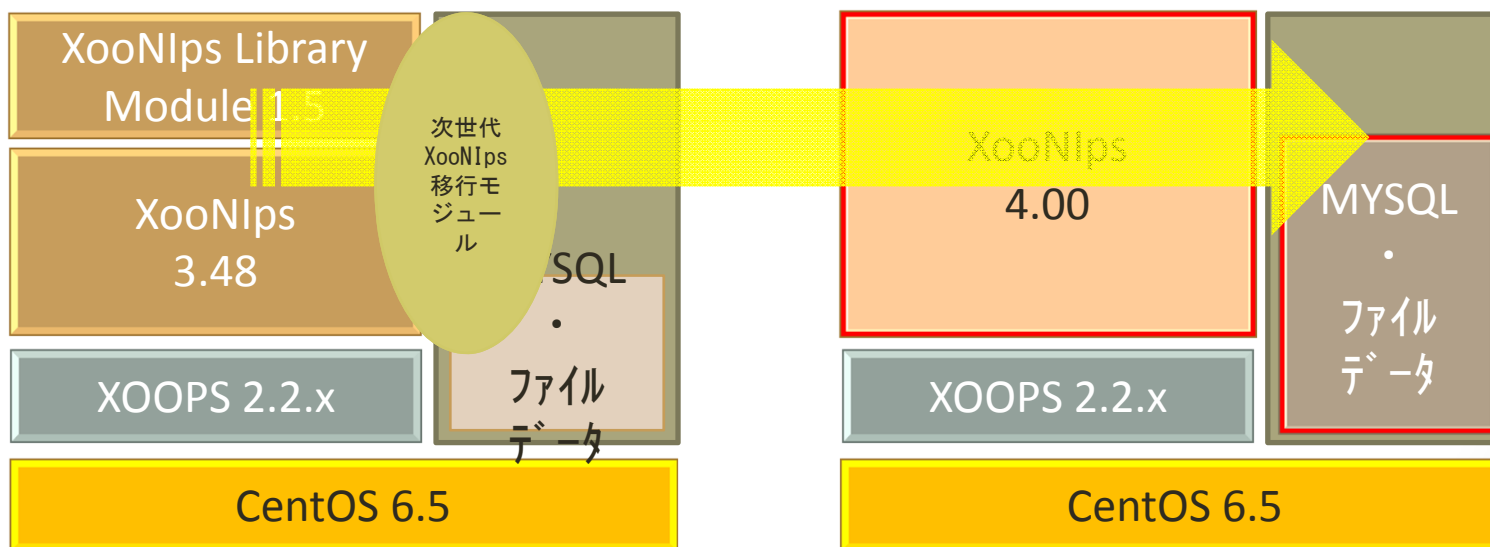 XooNIps Library
Module 1.5
XooNIps
3.48
XOOPS 2.2.x
CentOS 6.5
次世代
XooNIps
移行モ
ジュー
ル
YSQL
・
ファイル
データ
XooNIps
4.00
XOOPS 2.2.x
CentOS 6.5
MYSQL
・
ファイル
データ